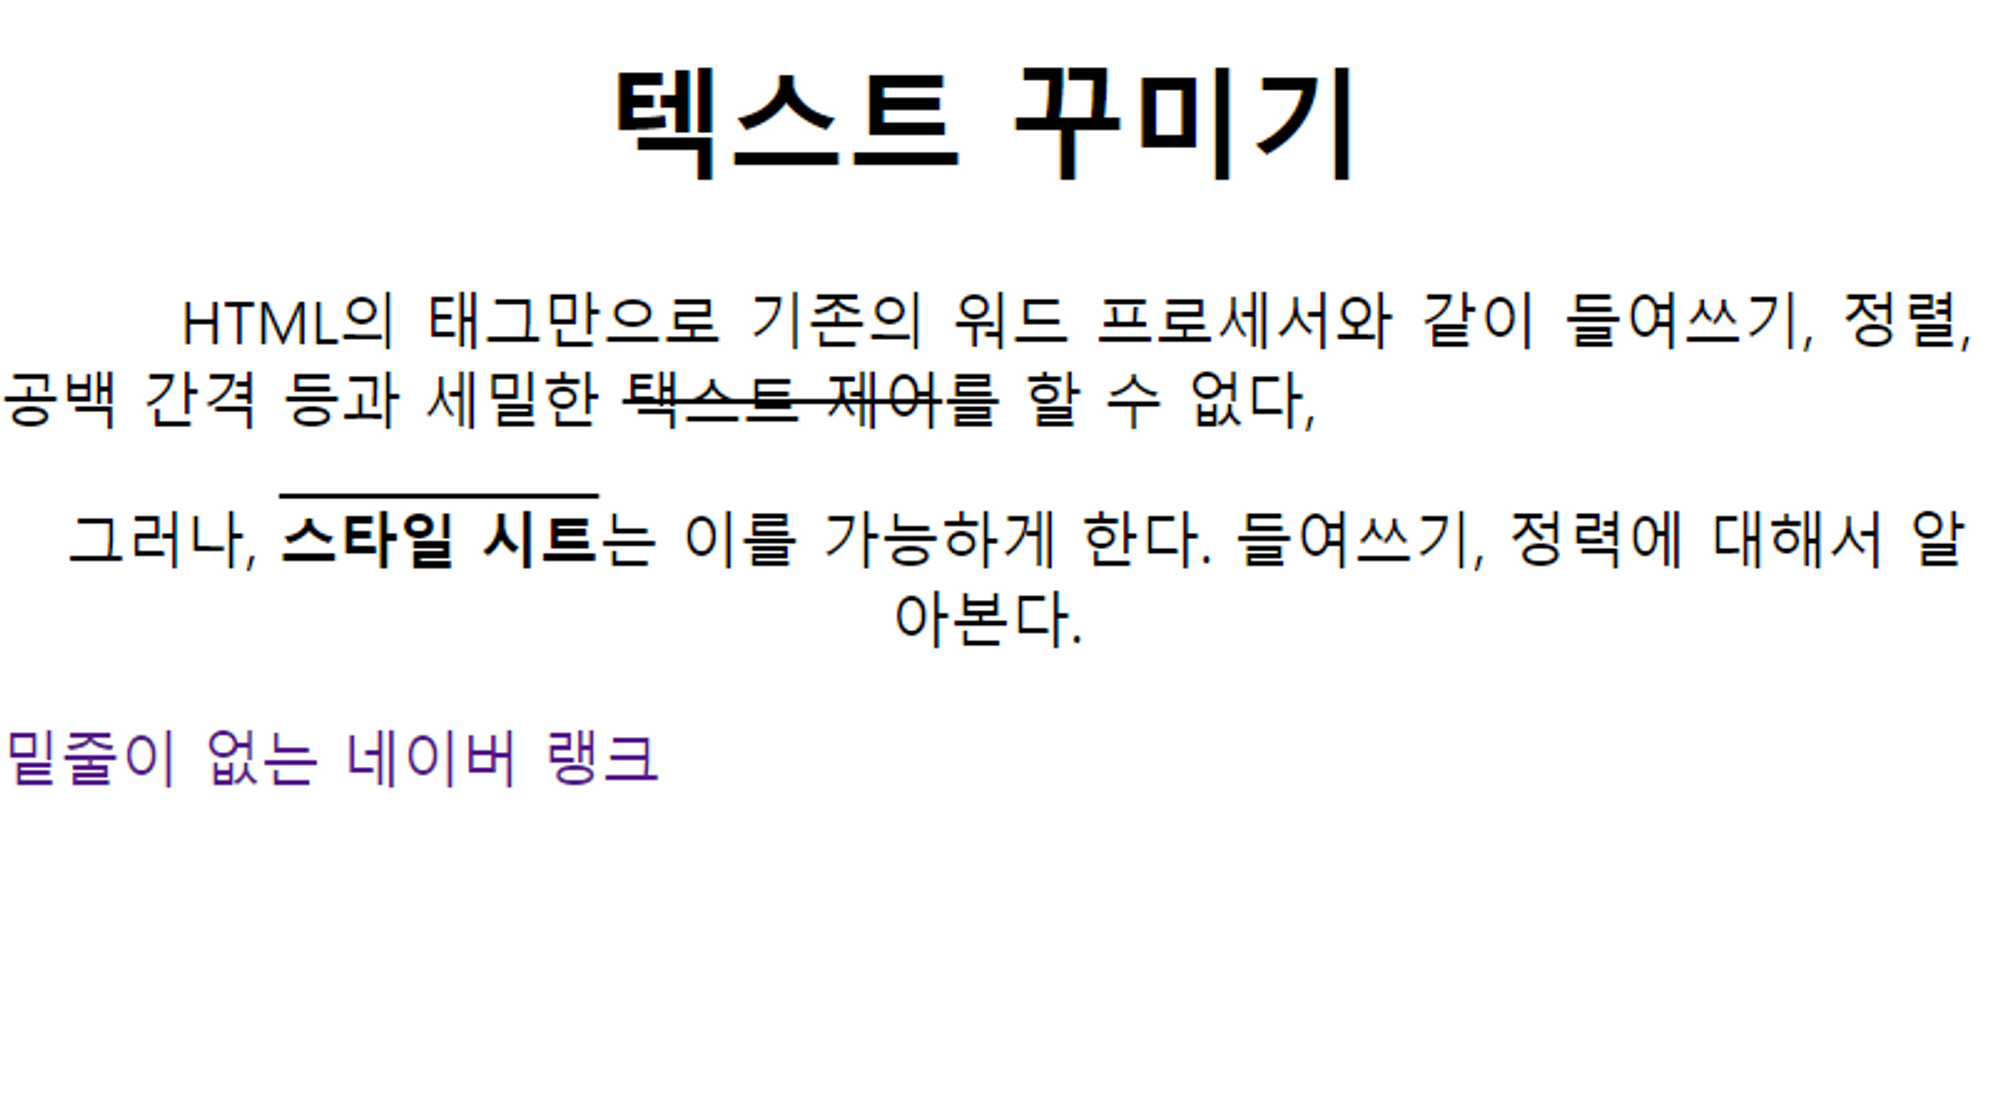 텍스트 꾸미기
HTML의 태그만으로 기존의 워드 프로세서와 같이 들여쓰기, 정렬,
공백 간격 등과 세밀한 택스트 제어를 할 수 없다,
그러나, 스타일 시트는 이를 가능하게 한다. 들여쓰기, 정력에 대해서 알
아본다.
밑줄이 없는 네이버 랭크